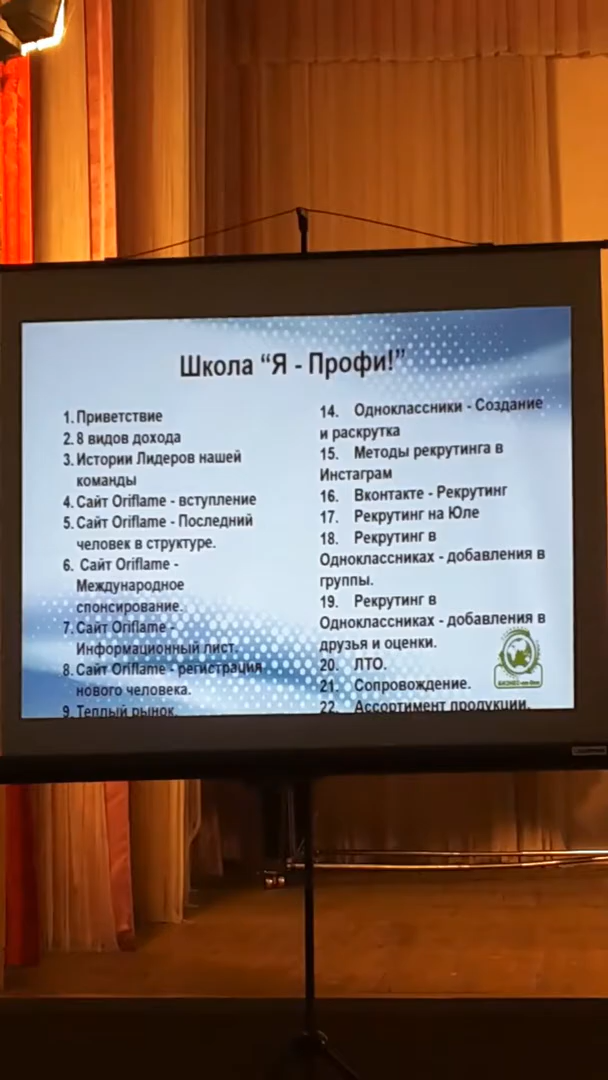 Школа “Я - Профи!”
1. Приветствие
2. 8 видов дохода
3. Истории Лидеров нашей
команды
4. Сайт Oriflame - вступление
5. Сайт Oriflame - Последний
человек в структуре.
6. Сайт Oriflame -
Международное
спонсирование.
7. Сайт Oriflame -
Информационный лист.
8. Сайт Oriflame - регистрация
нового человека.
9. Теплый рынок.
14. Одноклассники - Создание
и раскрутка
15. Методы рекрутинга в
Инстаграм
16. Вконтакте - Рекрутинг
17. Рекрутинг на Юле
18. Рекрутинг в
Одноклассниках - добавления в
группы.
19. Рекрутинг в
Одноклассниках - добавления в
друзья и оценки.
20. ЛТО.
21. Сопровождение.
22. Ассортимент продукции.